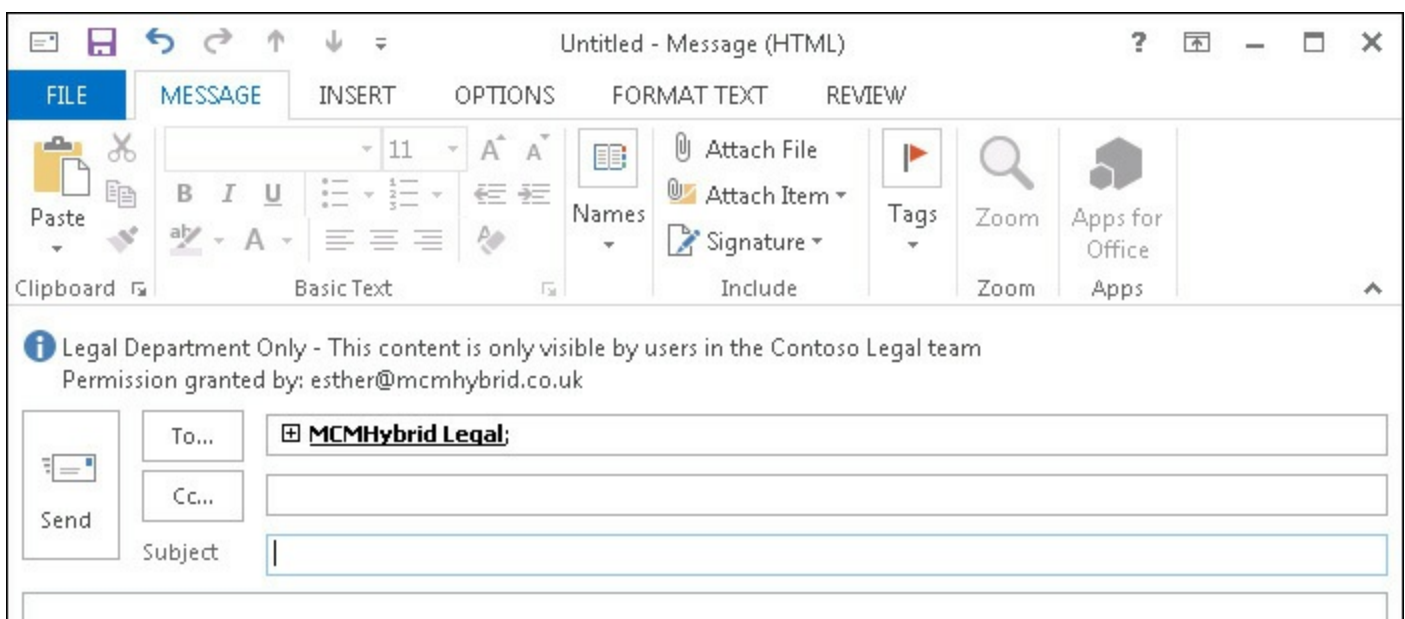 Untitled - Message (HTML) ?
FILE MESSAGE INSERT OPTIONS FORMAT TEXT REVIEW
11 A A
Attach File
B I U
Attach Item
Paste Names Tags Zoom Apps for
Office
ab A
Signature
Clipboard Basic Text Include Zoom Apps
Legal Department Only - This content is only visible by users in the Contoso Legal team
Permission granted by: esther@mcmhybrid.co.uk
To... MCMHybrid Legal;
Cc...
Send
Subject